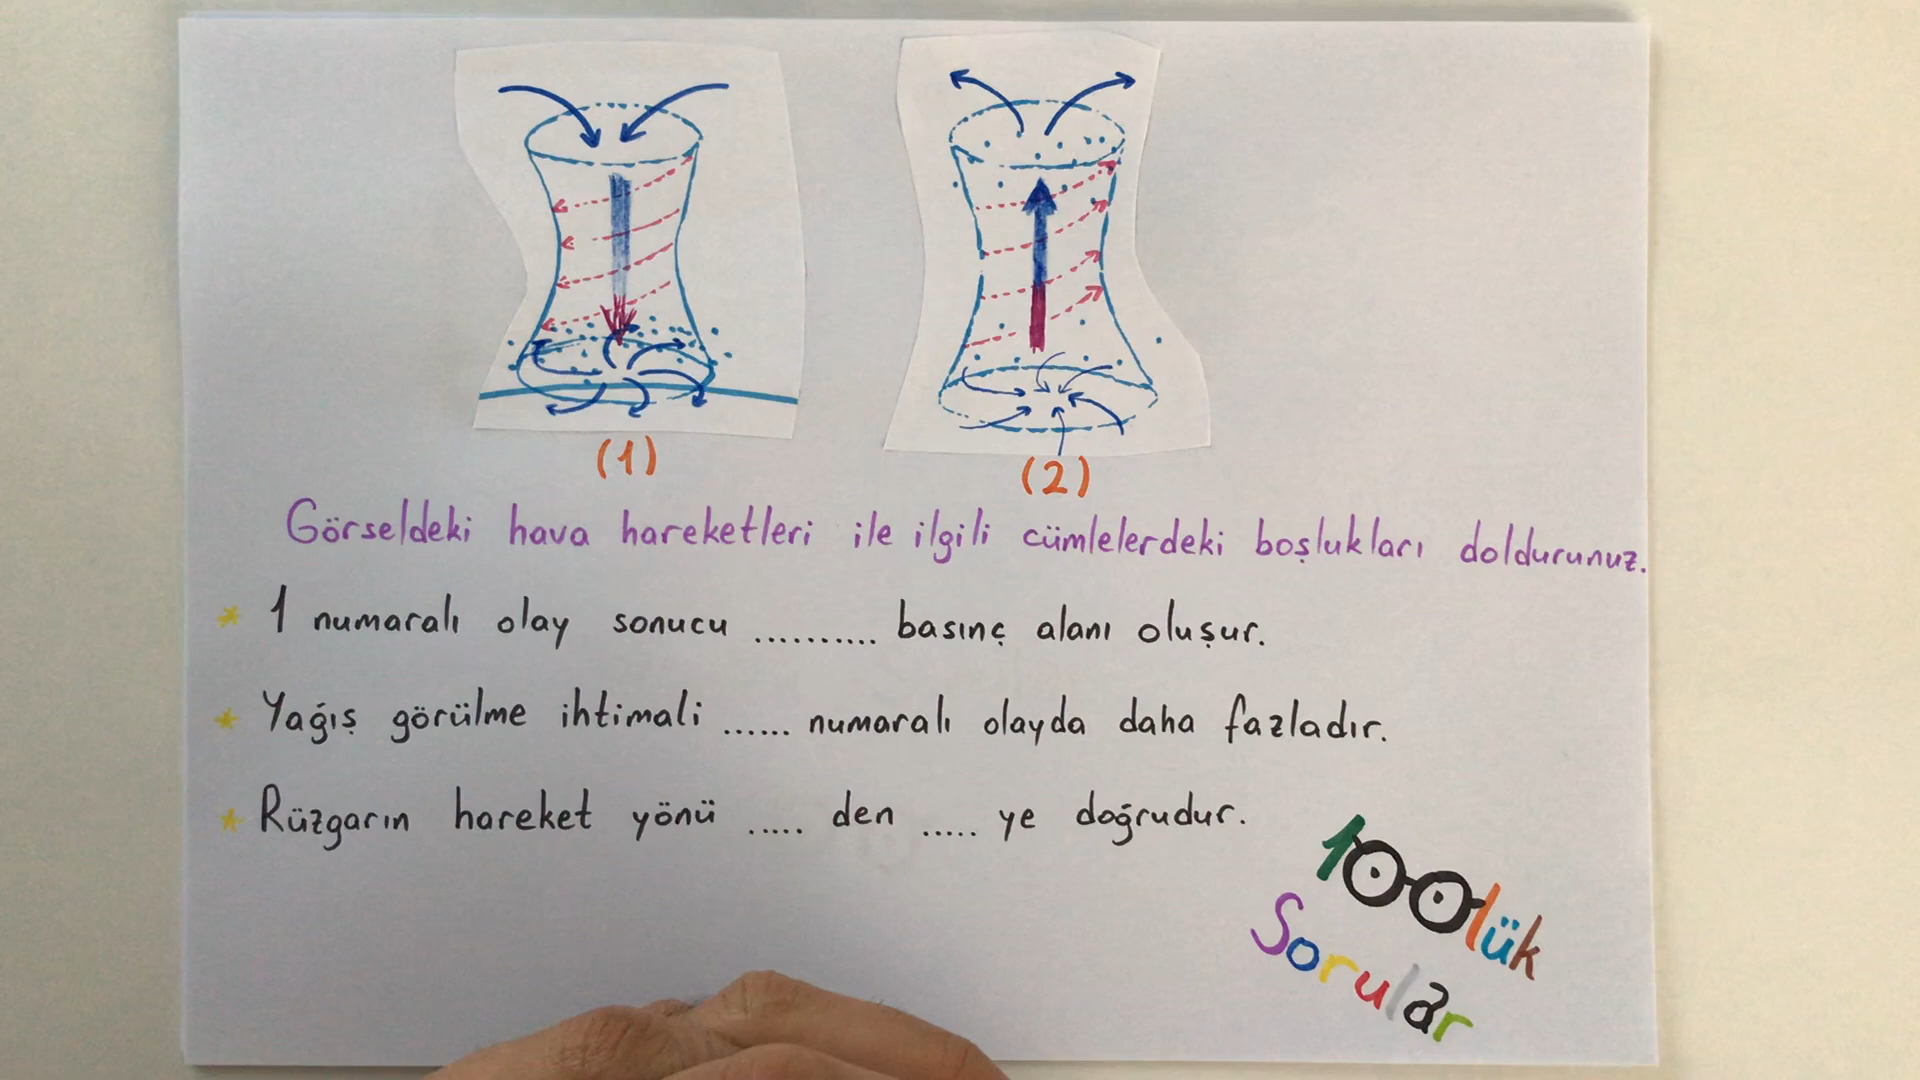 (1)
(2)
Görseldeki hava hareketleri ile ilgili cümlelerdeki boşlukları doldurunuz.
* 1 numaralı olay sonucu .......... basınç alanı oluşur.
* Yağış görülme ihtimali ...... numaralı olayda daha fazladır.
* Rüzgarın hareket yönü ..... den ..... ye doğrudur.
100lük
Sorular